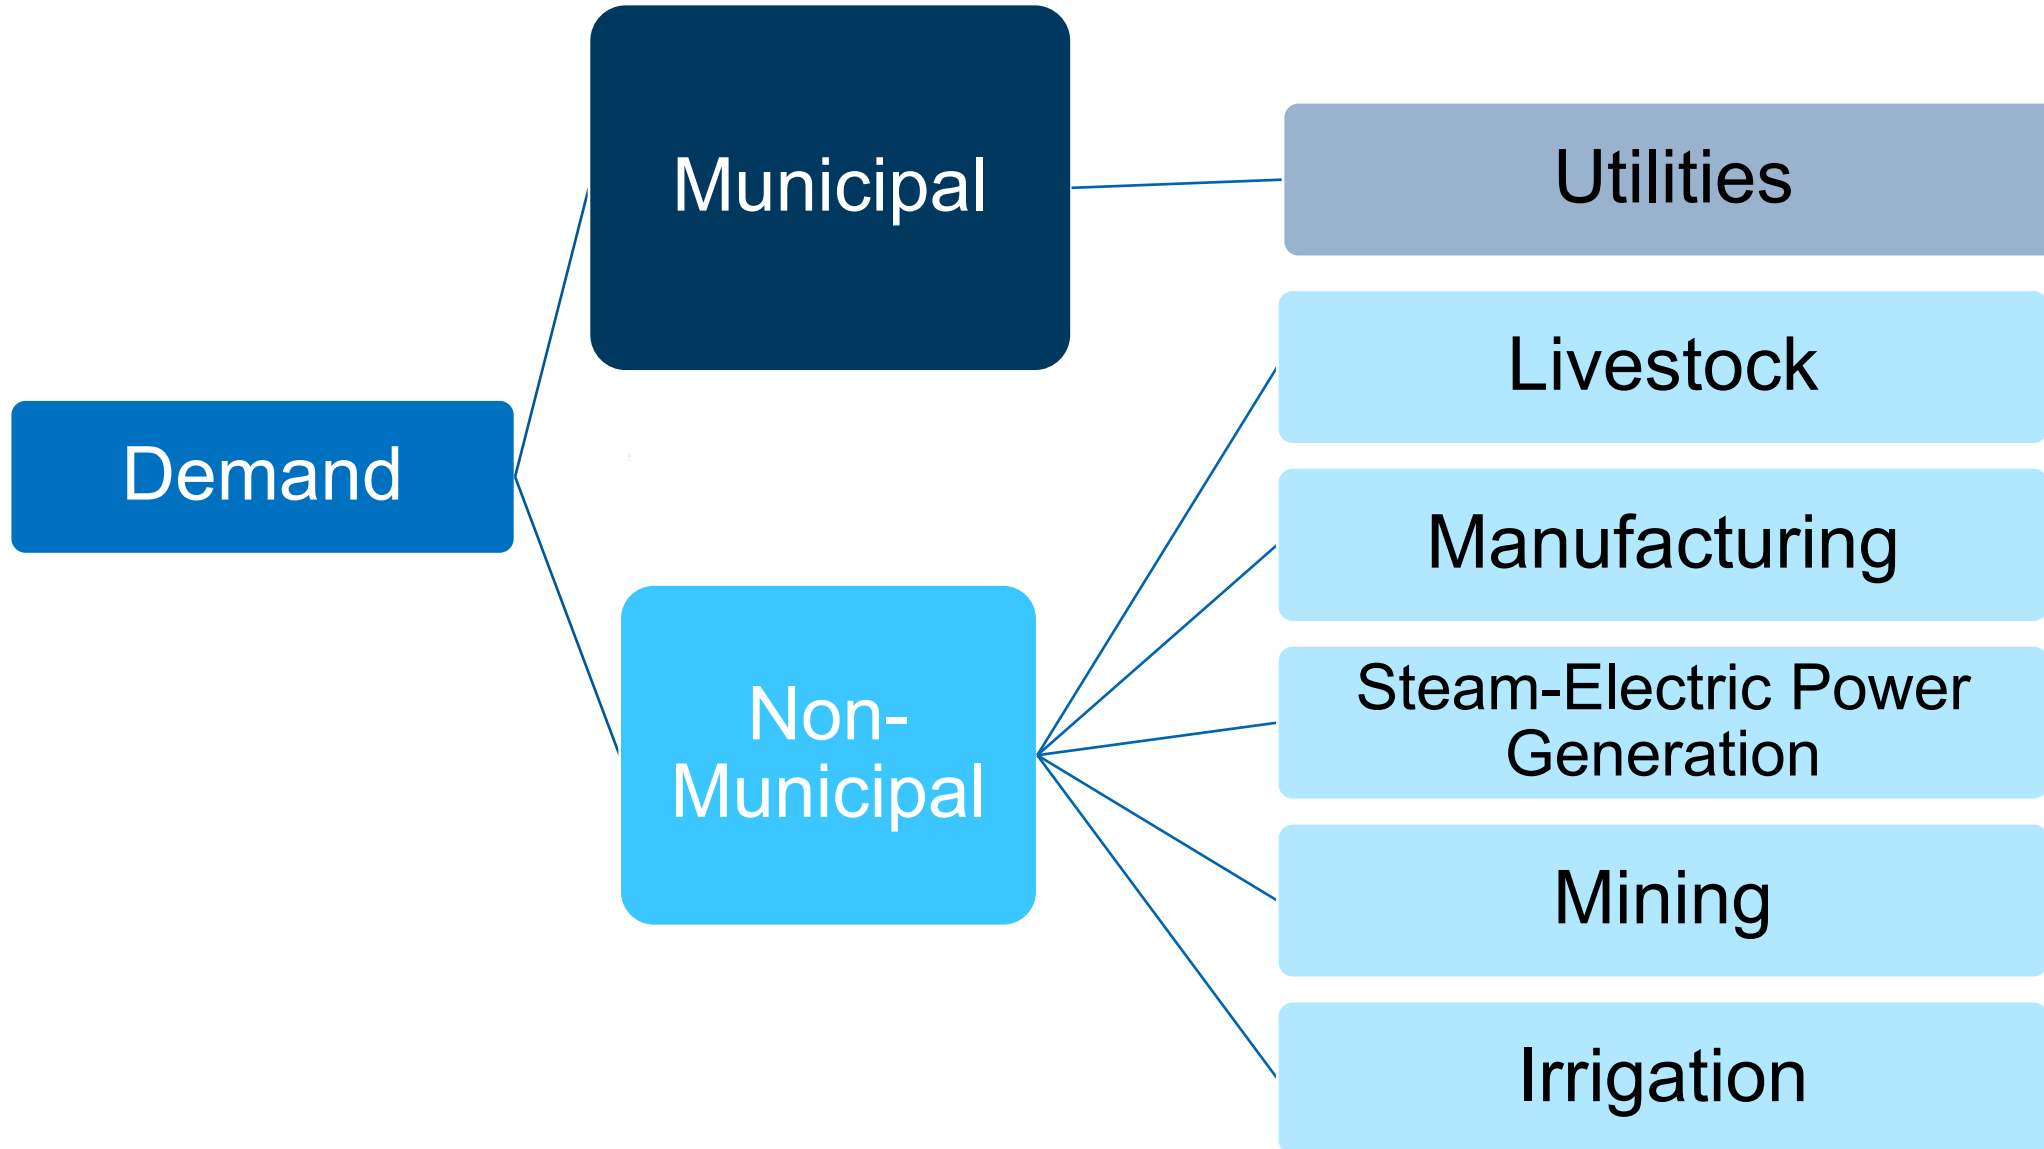 Demand
Municipal
Non-
Municipal
Utilities
Livestock
Manufacturing
Steam-Electric Power
Generation
Mining
Irrigation